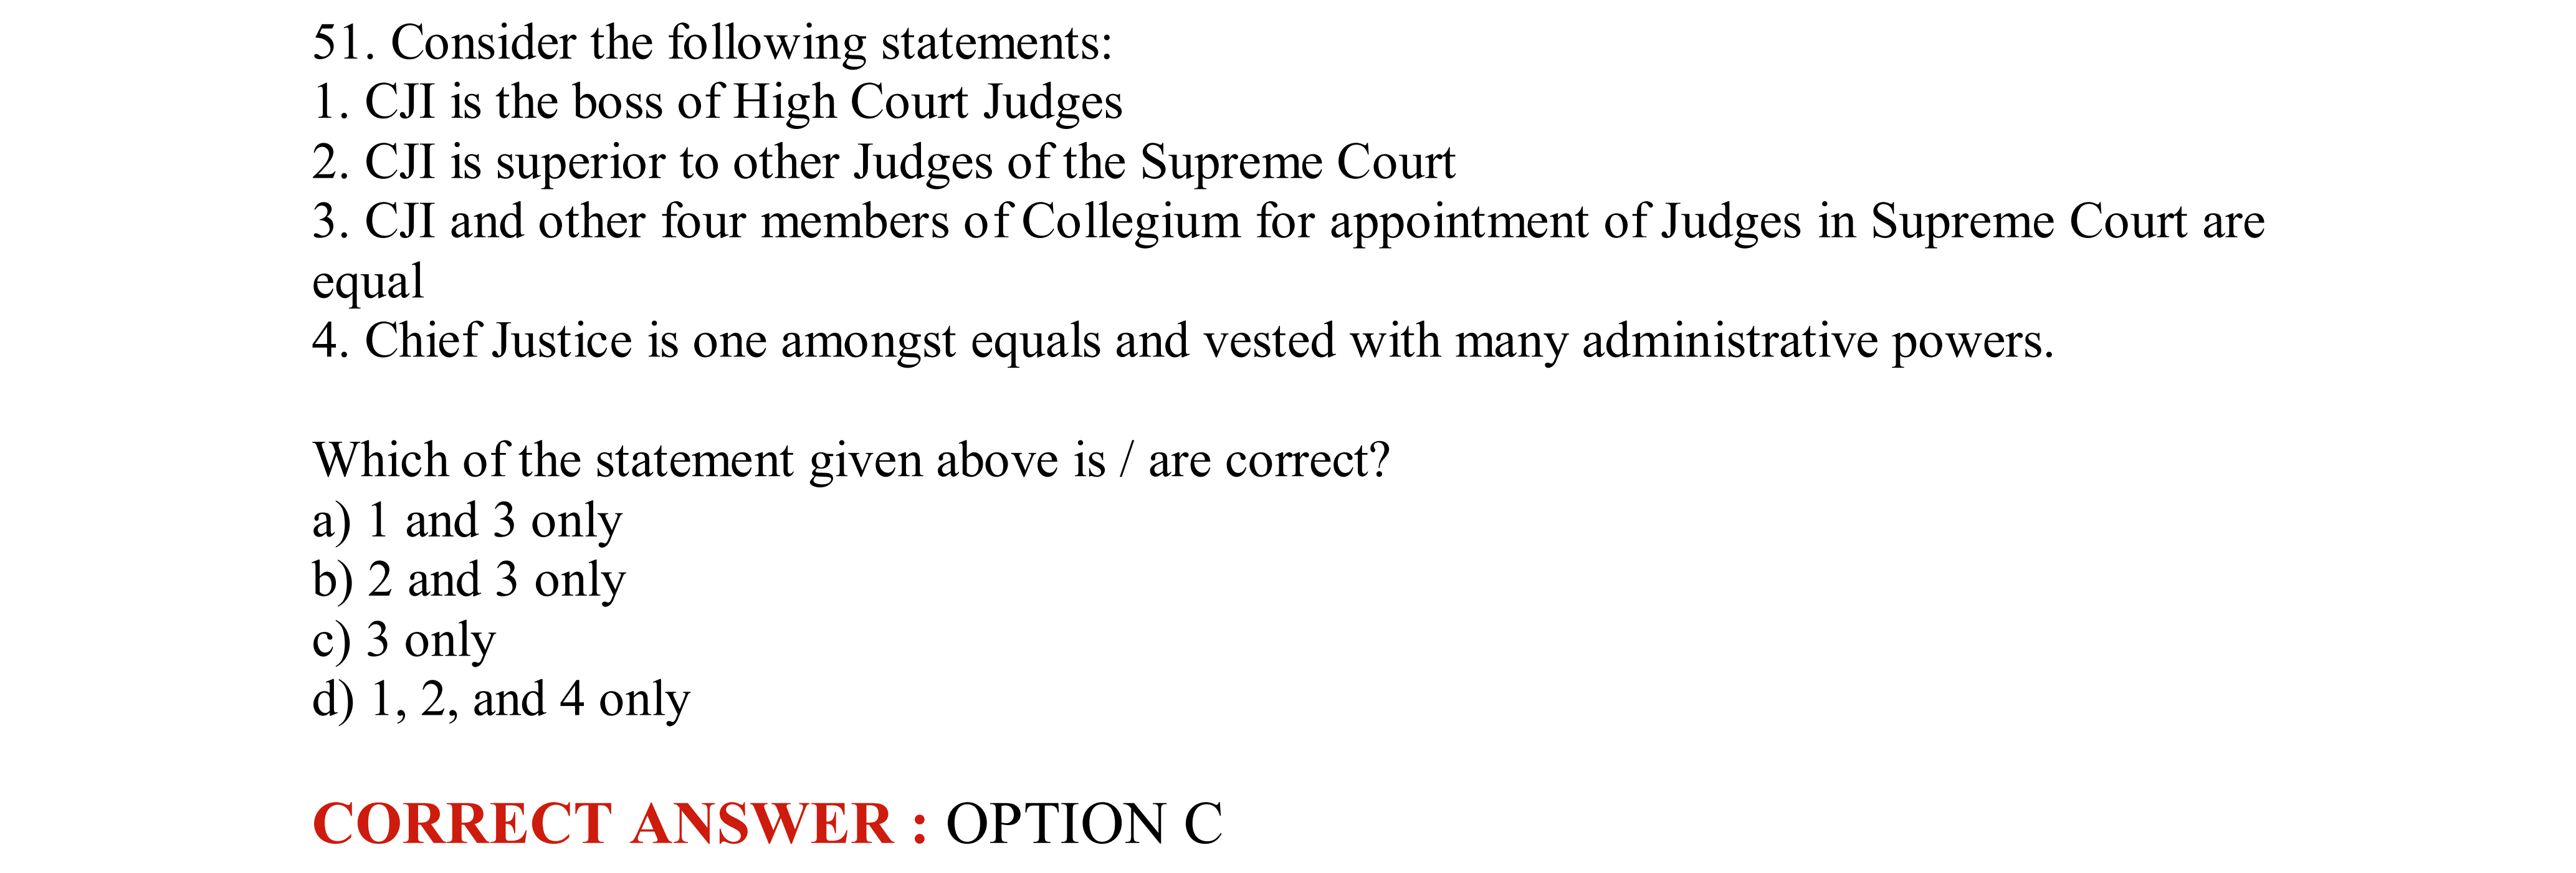 51. Consider the following statements:
1. CJI is the boss of High Court Judges
2. CJI is superior to other Judges of the Supreme Court
3. CJI and other four members of Collegium for appointment of Judges in Supreme Court are
equal
4. Chief Justice is one amongst equals and vested with many administrative powers.
Which of the statement given above is / are correct?
a) 1 and 3 only
b) 2 and 3 only
c) 3 only
d) 1, 2, and 4 only
CORRECT ANSWER : OPTION C